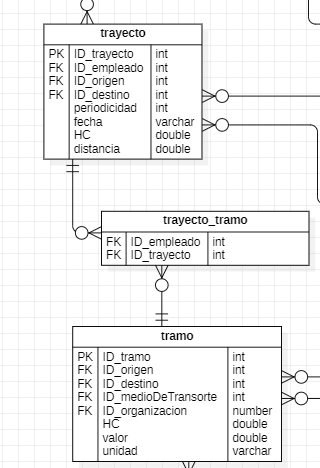 trayecto
PK ID_trayecto int
FK ID_empleado int
FK ID_origen int
FK ID_destino int
periodicidad int
fecha varchar
HC double
distancia double
trayecto_tramo
FK ID_empleado int
FK ID_trayecto int
tramo
PK ID_tramo int
FK ID_origen int
FK ID_destino int
FK ID_medioDeTransorte int
FK ID_organizacion number
HC double
valor double
unidad varchar